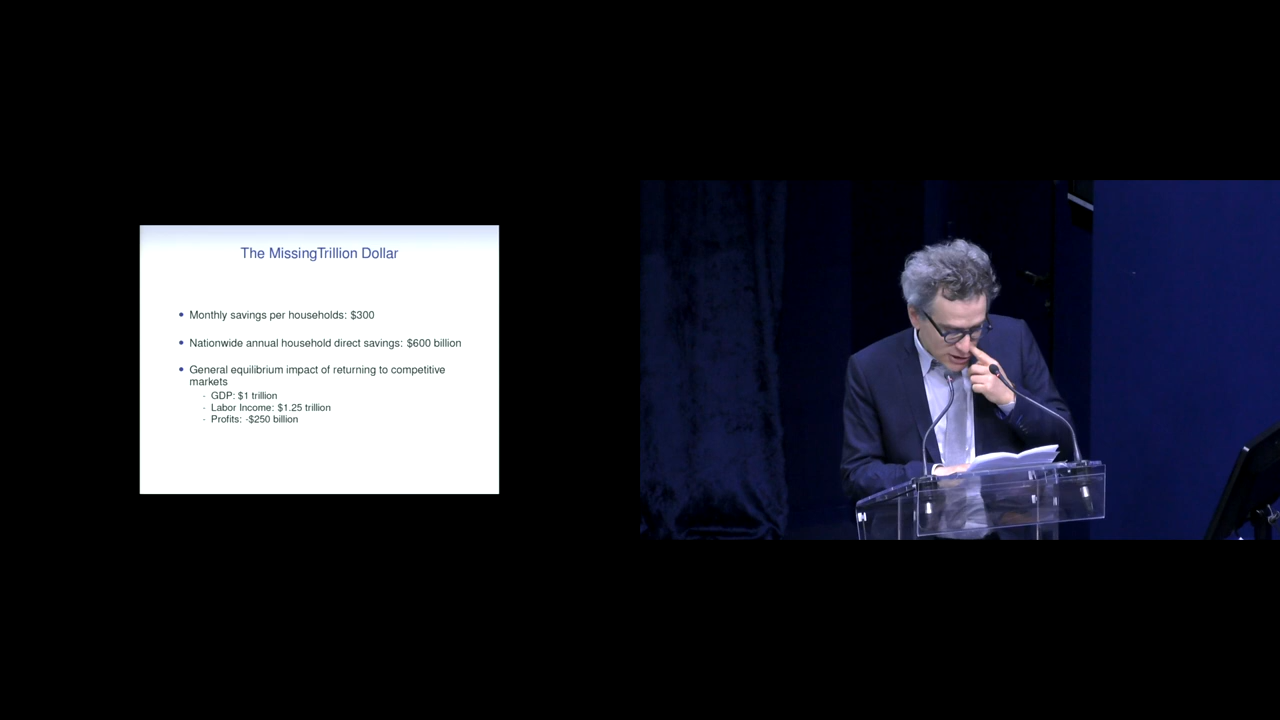 The MissingTrillion Dollar
• Monthly savings per households: $300
• Nationwide annual household direct savings: $600 billion
• General equilibrium impact of returning to competitive
markets
- GDP: $1 trillion
- Labor Income: $1.25 trillion
- Profits: -$250 billion